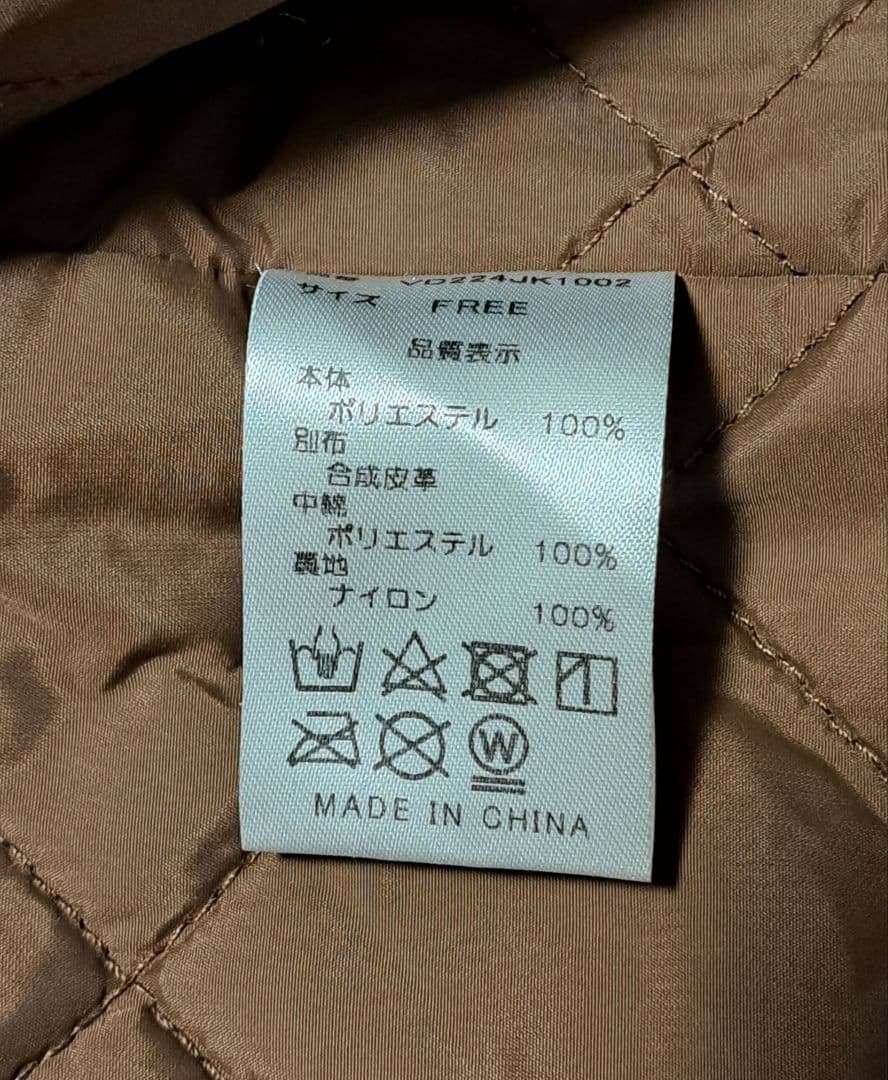 VD224JK1002
サイズ FREE
品質表示
本体
ポリエステル 100%
別布
合成皮革
中綿
ポリエステル 100%
裏地
ナイロン 100%
W
MADE IN CHINA